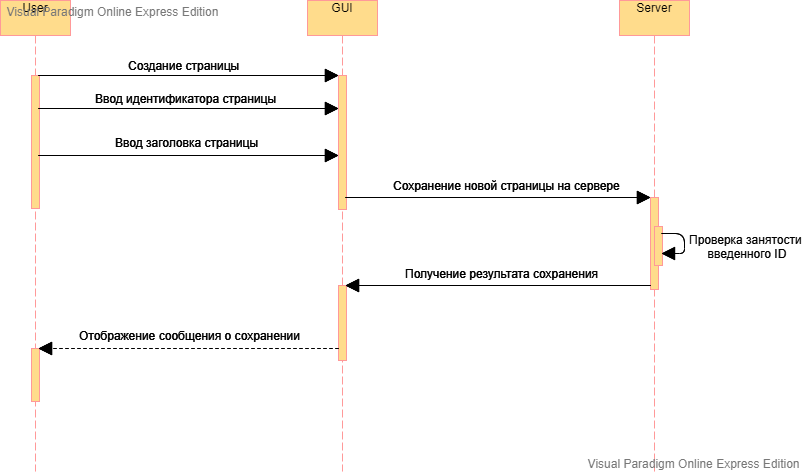 User
GUI
Server
Visual Paradigm Online Express Edition
Создание страницы
Ввод идентификатора страницы
Ввод заголовка страницы
Сохранение новой страницы на сервере
Проверка занятости
введенного ID
Получение результата сохранения
Отображение сообщения о сохранении
Visual Paradigm Online Express Edition